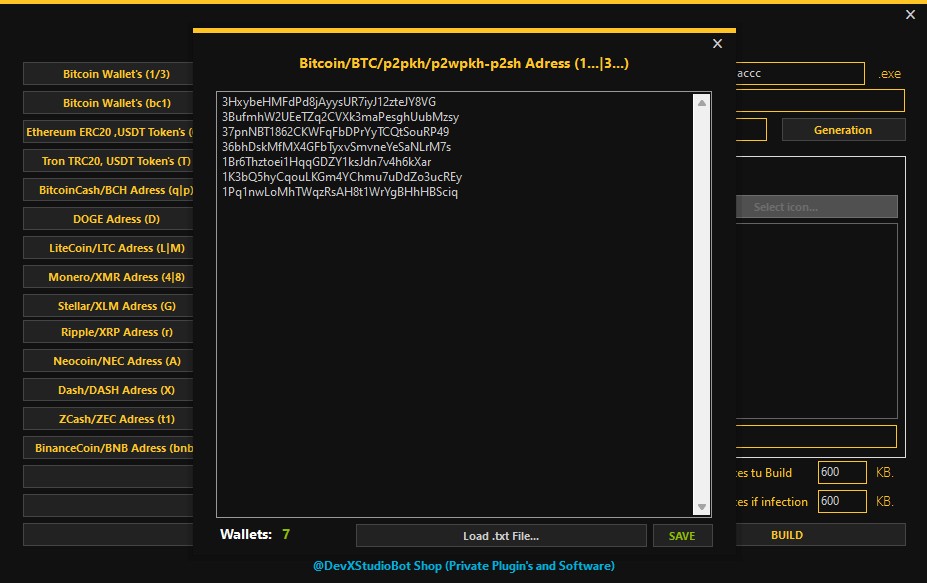 Bitcoin/BTC/p2pkh/p2wpkh-p2sh Adress (1...|3...)
3HxybeHMFdPd8jAyysUR7iyJ12zteJY8VG
3BufmhW2UEeTZq2CVXk3maPesghUubMzsy
37pnNBT1862CKWFqFbDPrYyTCQtSouRP49
36bhDskMfMX4GFbTyxvSmvneYeSaNLrM7s
1Br6Thztoei1HqqGDZY1ksJdn7v4h6kXar
1K3bQ5hyCqouLKGm4YChmu7uDdZo3ucREy
1Pq1nwLoMhTWqzRsAH8t1WrYgBHhHBSciq
Wallets: 7
Load .txt File...
SAVE
Bitcoin Wallet's (1/3)
Bitcoin Wallet's (bc1)
Ethereum ERC20 ,USDT Token's (
Tron TRC20, USDT Token's (T)
BitcoinCash/BCH Adress (q|p)
DOGE Adress (D)
LiteCoin/LTC Adress (L|M)
Monero/XMR Adress (4|8)
Stellar/XLM Adress (G)
Ripple/XRP Adress (r)
Neocoin/NEC Adress (A)
Dash/DASH Adress (X)
ZCash/ZEC Adress (t1)
BinanceCoin/BNB Adress (bnb
accc
.exe
Generation
Select icon...
es tu Build
600
KB.
es if infection
600
KB.
BUILD
@DevXStudioBot Shop (Private Plugin's and Software)